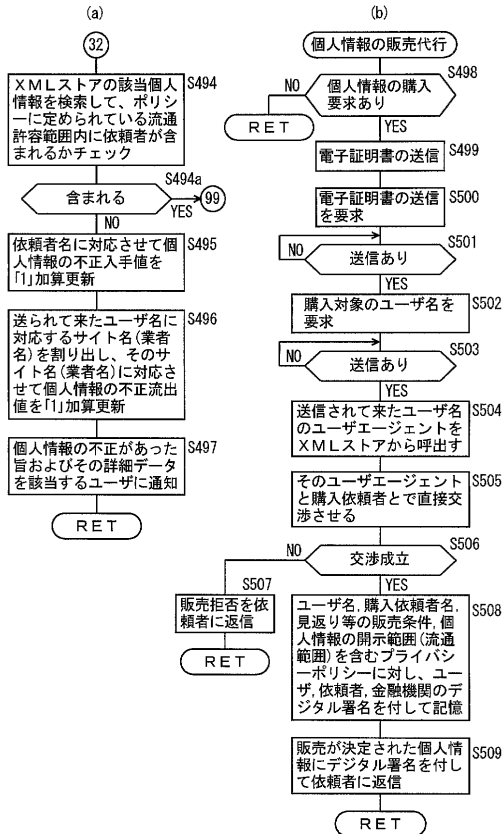 (a)
32
XMLストアの該当個人
情報を検索して、ポリシ
ーに定められている流通
許容範囲内に依頼者が含
まれるかチェック
S494
含まれる
S494a
YES
99
NO
依頼者名に対応させて個
人情報の不正入手値を
「1」加算更新
S495
送られて来たユーザ名に
対応するサイト名(業者
名)を割り出し、そのサ
イト名(業者名)に対応さ
せて個人情報の不正流出
値を「1」加算更新
S496
個人情報の不正があった
旨およびその詳細データ
を該当するユーザに通知
S497
RET
(b)
個人情報の販売代行
個人情報の購入
要求あり
S498
NO
RET
YES
電子証明書の送信
S499
電子証明書の送信
を要求
S500
送信あり
S501
NO
YES
購入対象のユーザ名を
要求
S502
送信あり
S503
NO
YES
送信されて来たユーザ名
のユーザエージェントを
XMLストアから呼出す
S504
そのユーザエージェント
と購入依頼者とで直接交
渉させる
S505
交渉成立
S506
NO
販売拒否を依
頼者に返信
S507
RET
YES
ユーザ名,購入依頼者名,
見返り等の販売条件,個
人情報の開示範囲(流通
範囲)を含むプライバシ
ーポリシーに対し、ユー
ザ,依頼者,金融機関のデ
ジタル署名を付して記憶
S508
販売が決定された個人情
報にデジタル署名を付し
て依頼者に返信
S509
RET